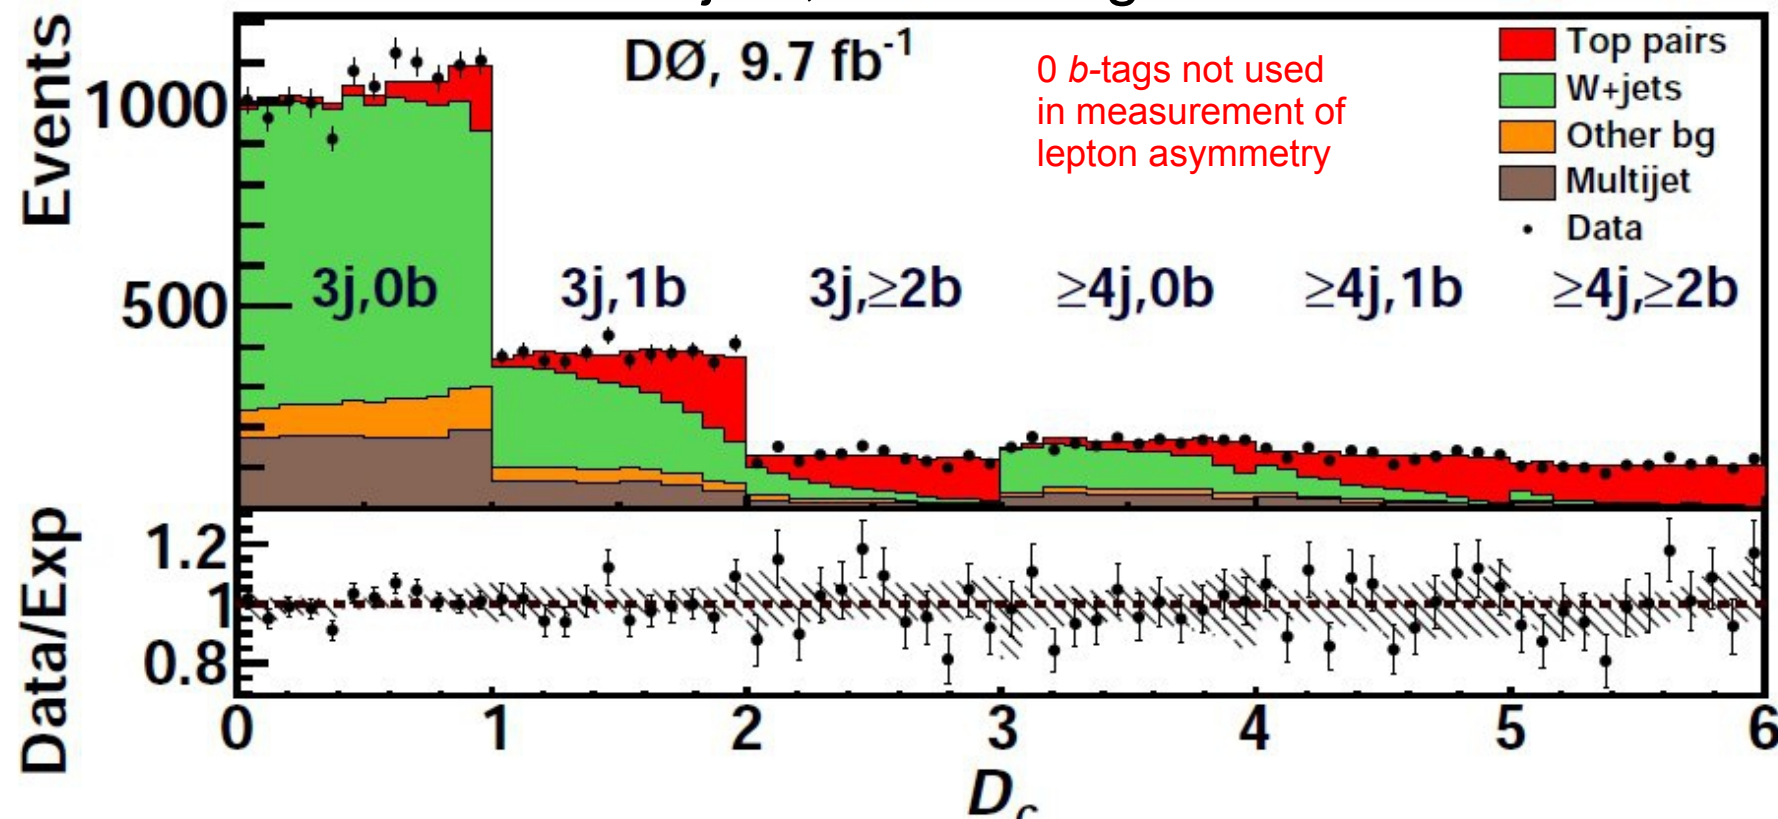 DØ, 9.7 fb⁻¹
0 b-tags not used
in measurement of
lepton asymmetry
Top pairs
W+jets
Other bg
Multijet
Data
Events
1000
500
3j,0b 3j,1b 3j,≥2b ≥4j,0b ≥4j,1b ≥4j,≥2b
Data/Exp
1.2
1
0.8
0 1 2 3 4 5 6